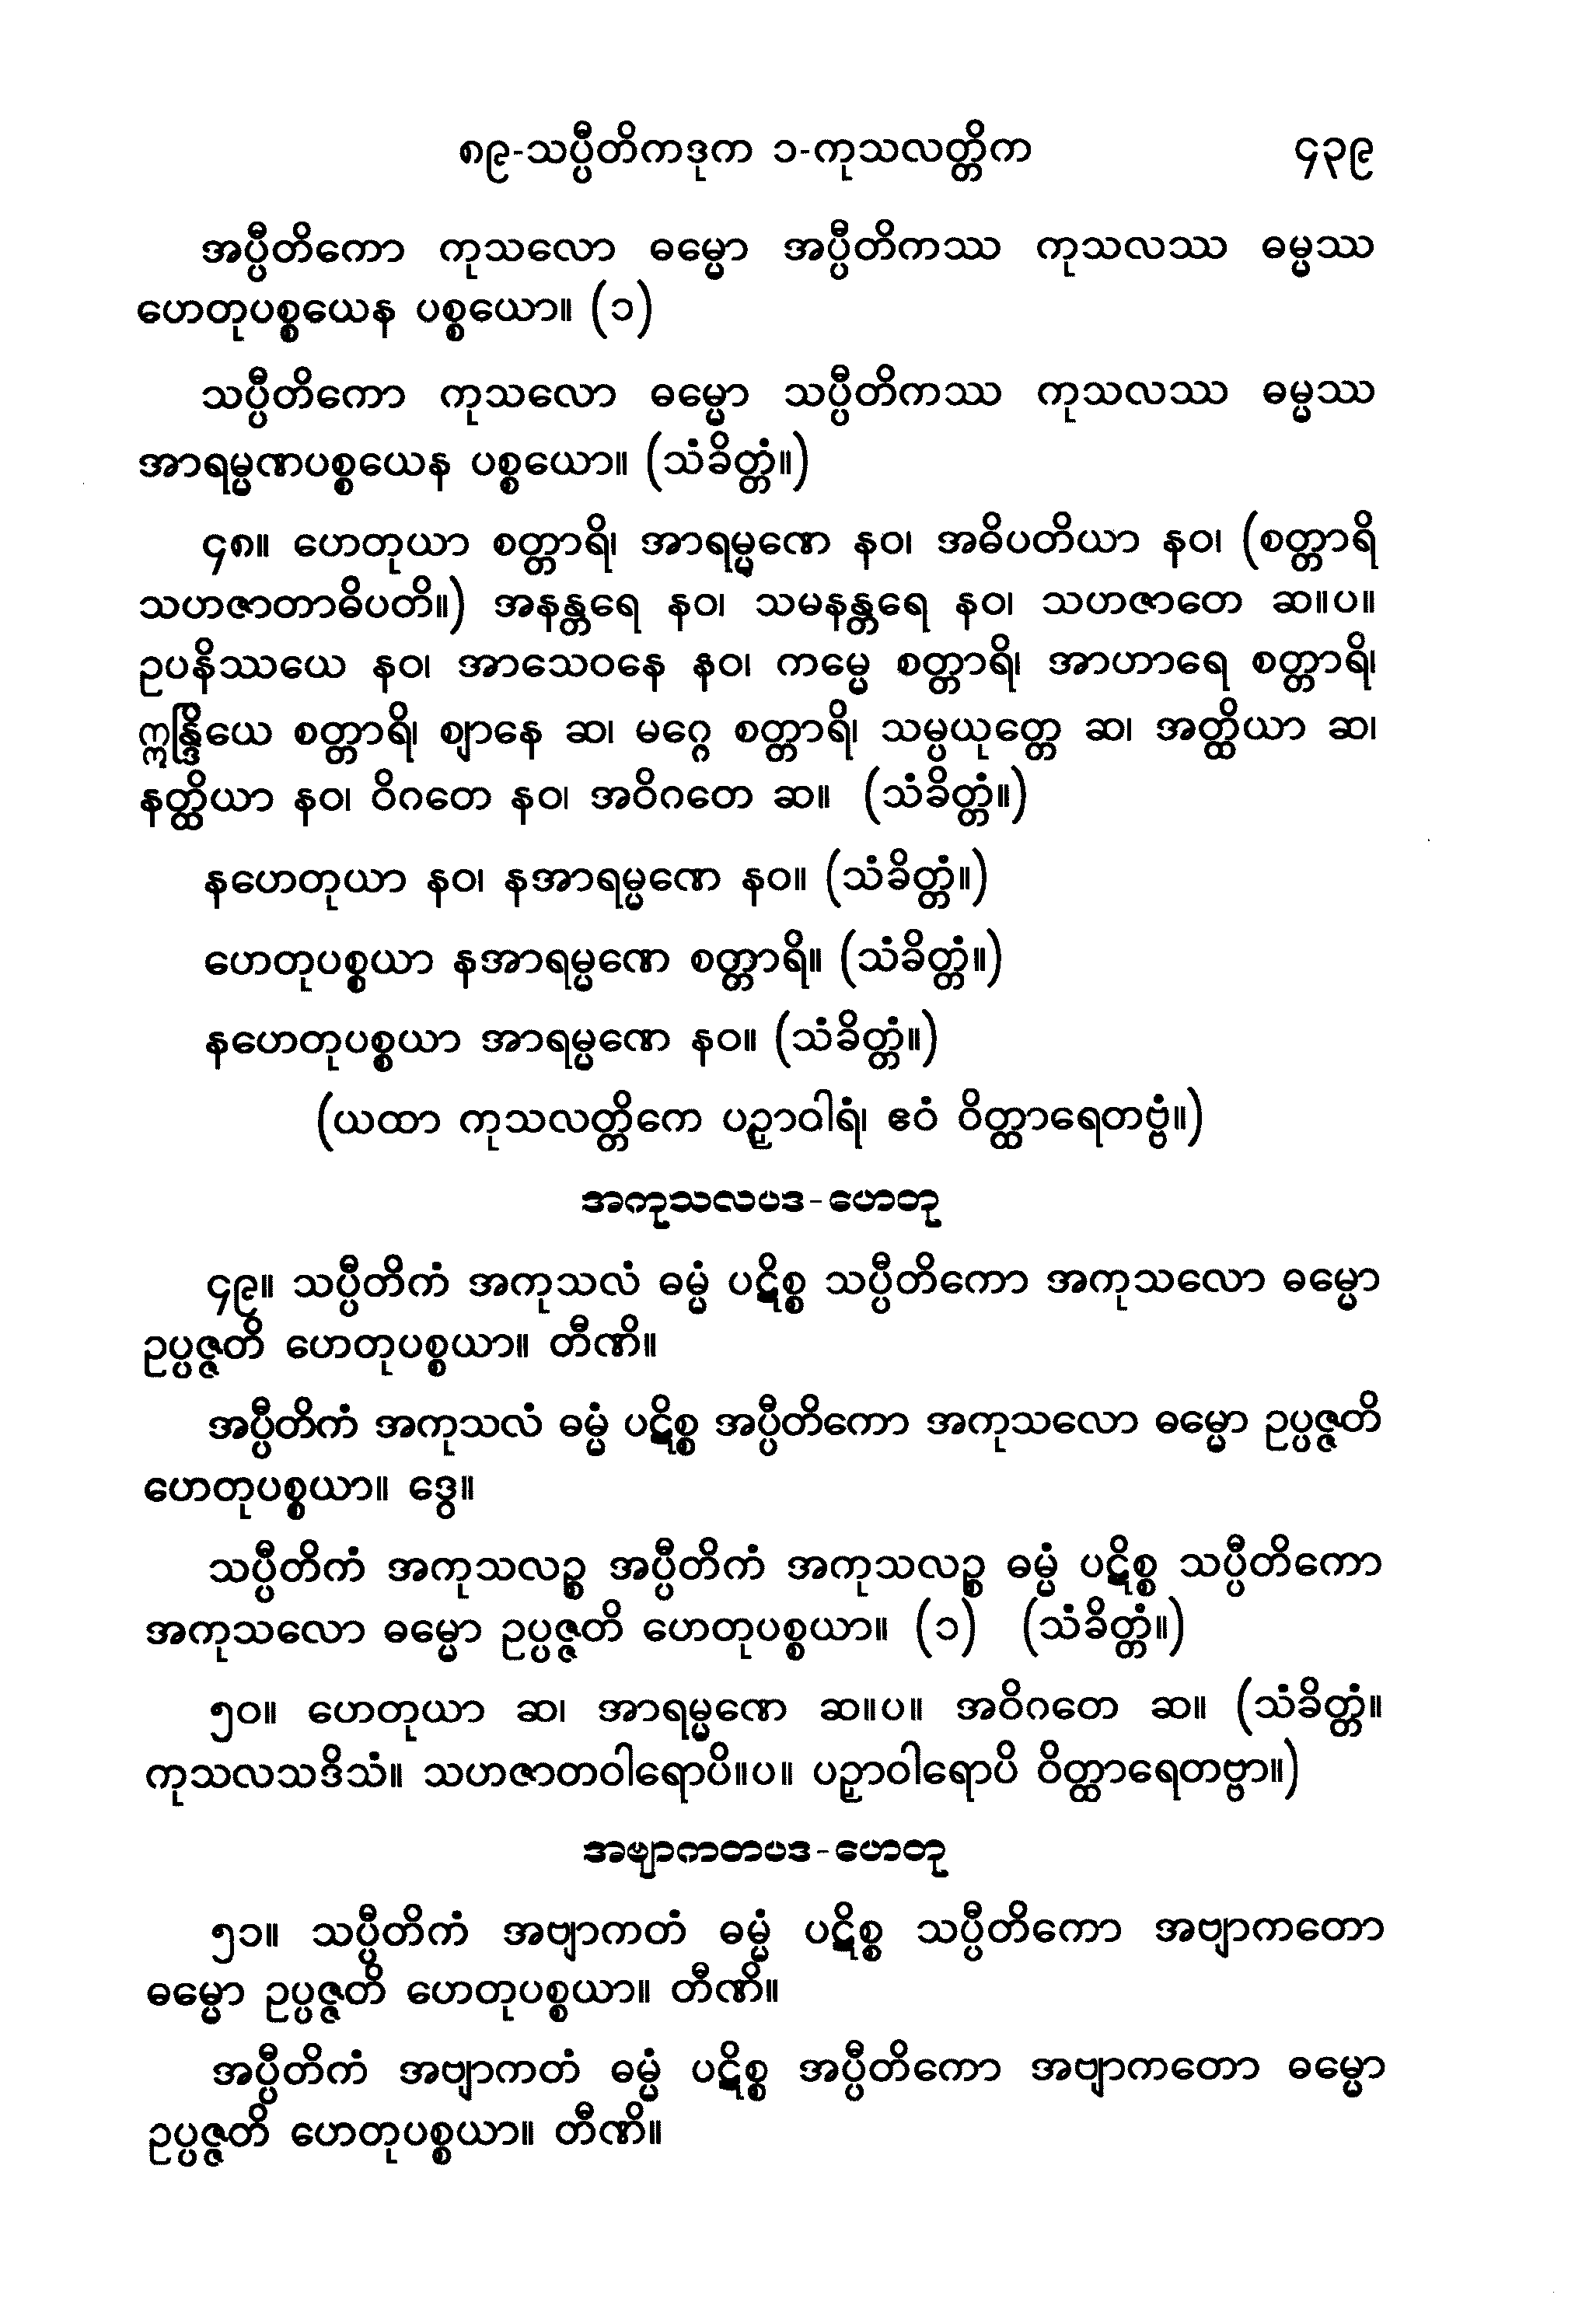 ၈၉-သပ္ပီတိကဒုက ၁-ကုသလတ္တိက ၄၃၉
အပ္ပီတိကော ကုသလော ဓမ္မော အပ္ပီတိကဿ ကုသလဿ ဓမ္မဿ
ဟေတုပစ္စယေန ပစ္စယော။ (၁)
သပ္ပီတိကော ကုသလော ဓမ္မော သပ္ပီတိကဿ ကုသလဿ ဓမ္မဿ
အာရမ္မဏပစ္စယေန ပစ္စယော။ (သံခိတ္တံ။)
၄၈။ ဟေတုယာ စတ္တာရိ၊ အာရမ္မဏေ နဝ၊ အဓိပတိယာ နဝ၊ (စတ္တာရိ
သဟဇာတာဓိပတိ။) အနန္တရေ နဝ၊ သမနန္တရေ နဝ၊ သဟဇာတေ ဆ။ပ။
ဥပနိဿယေ နဝ၊ အာသေဝနေ နဝ၊ ကမ္မေ စတ္တာရိ၊ အာဟာရေ စတ္တာရိ၊
ဣန္ဒြိယေ စတ္တာရိ၊ ဈာနေ ဆ၊ မဂ္ဂေ စတ္တာရိ၊ သမ္ပယုတ္တေ ဆ၊ အတ္ထိယာ ဆ၊
နတ္ထိယာ နဝ၊ ဝိဂတေ နဝ၊ အဝိဂတေ ဆ။ (သံခိတ္တံ။)
နဟေတုယာ နဝ၊ နအာရမ္မဏေ နဝ။ (သံခိတ္တံ။)
ဟေတုပစ္စယာ နအာရမ္မဏေ စတ္တာရိ။ (သံခိတ္တံ။)
နဟေတုပစ္စယာ အာရမ္မဏေ နဝ။ (သံခိတ္တံ။)
(ယထာ ကုသလတ္တိကေ ပဉှာဝါရံ၊ ဧဝံ ဝိတ္ထာရေတဗ္ဗံ။)
အကုသလပဒ-ဟေတု
၄၉။ သပ္ပီတိကံ အကုသလံ ဓမ္မံ ပဋိစ္စ သပ္ပီတိကော အကုသလော ဓမ္မော
ဥပ္ပဇ္ဇတိ ဟေတုပစ္စယာ။ တီဏိ။
အပ္ပီတိကံ အကုသလံ ဓမ္မံ ပဋိစ္စ အပ္ပီတိကော အကုသလော ဓမ္မော ဥပ္ပဇ္ဇတိ
ဟေတုပစ္စယာ။ ဒွေ။
သပ္ပီတိကံ အကုသလဉ္စ အပ္ပီတိကံ အကုသလဉ္စ ဓမ္မံ ပဋိစ္စ သပ္ပီတိကော
အကုသလော ဓမ္မော ဥပ္ပဇ္ဇတိ ဟေတုပစ္စယာ။ (၁) (သံခိတ္တံ။)
၅၀။ ဟေတုယာ ဆ၊ အာရမ္မဏေ ဆ။ပ။ အဝိဂတေ ဆ။ (သံခိတ္တံ။
ကုသလသဒိသံ။ သဟဇာတဝါရောပိ။ပ။ ပဉှာဝါရောပိ ဝိတ္ထာရေတဗ္ဗာ။)
အဗျာကတပဒ-ဟေတု
၅၁။ သပ္ပီတိကံ အဗျာကတံ ဓမ္မံ ပဋိစ္စ သပ္ပီတိကော အဗျာကတော
ဓမ္မော ဥပ္ပဇ္ဇတိ ဟေတုပစ္စယာ။ တီဏိ။
အပ္ပီတိကံ အဗျာကတံ ဓမ္မံ ပဋိစ္စ အပ္ပီတိကော အဗျာကတော ဓမ္မော
ဥပ္ပဇ္ဇတိ ဟေတုပစ္စယာ။ တီဏိ။